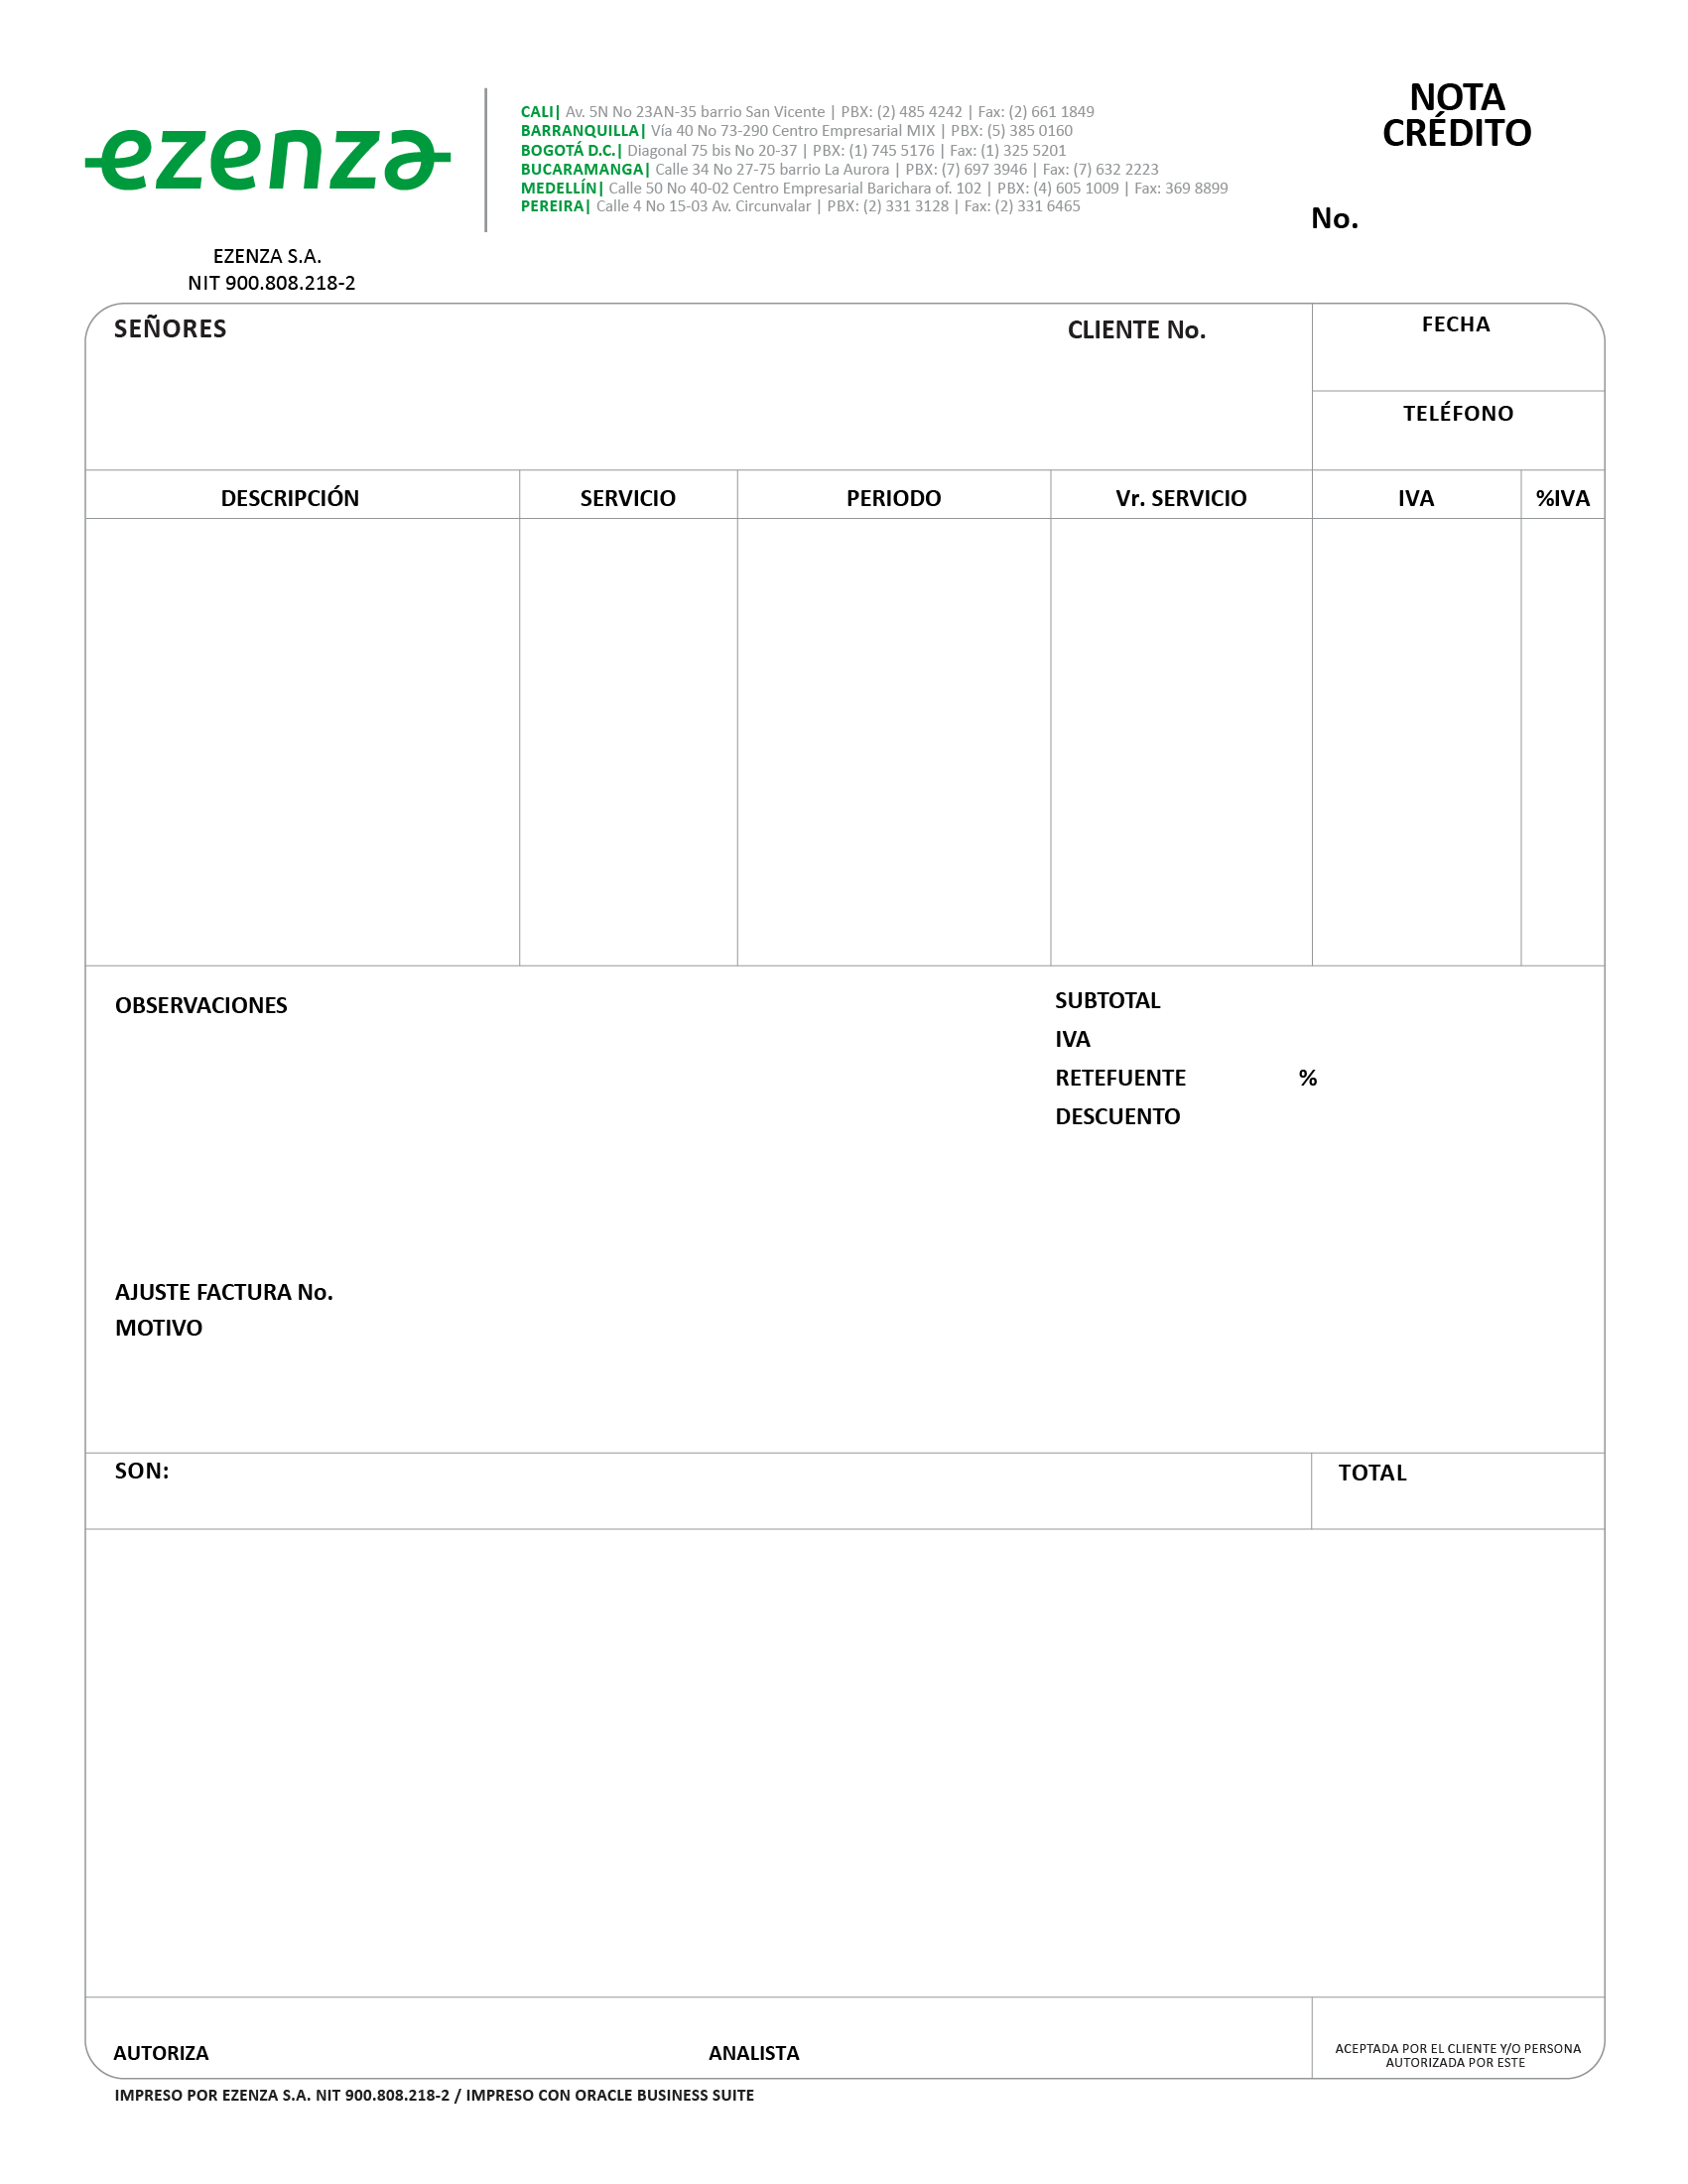 ezenza
EZENZA S.A.
NIT 900.808.218-2
CALI| Av. 5N No 23AN-35 barrio San Vicente | PBX: (2) 485 4242 | Fax: (2) 661 1849
BARRANQUILLA| Vía 40 No 73-290 Centro Empresarial MIX | PBX: (5) 385 0160
BOGOTÁ D.C.| Diagonal 75 bis No 20-37 | PBX: (1) 745 5176 | Fax: (1) 325 5201
BUCARAMANGA| Calle 34 No 27-75 barrio La Aurora | PBX: (7) 697 3946 | Fax: (7) 632 2223
MEDELLÍN| Calle 50 No 40-02 Centro Empresarial Barichara of. 102 | PBX: (4) 605 1009 | Fax: 369 8899
PEREIRA| Calle 4 No 15-03 Av. Circunvalar | PBX: (2) 331 3128 | Fax: (2) 331 6465
NOTA
CRÉDITO
No.
SEÑORES
CLIENTE No.
FECHA
TELÉFONO
DESCRIPCIÓN
SERVICIO
PERIODO
Vr. SERVICIO
IVA
%IVA
OBSERVACIONES
SUBTOTAL
IVA
RETEFUENTE %
DESCUENTO
AJUSTE FACTURA No.
MOTIVO
SON:
TOTAL
AUTORIZA
ANALISTA
ACEPTADA POR EL CLIENTE Y/O PERSONA
AUTORIZADA POR ESTE
IMPRESO POR EZENZA S.A. NIT 900.808.218-2 / IMPRESO CON ORACLE BUSINESS SUITE